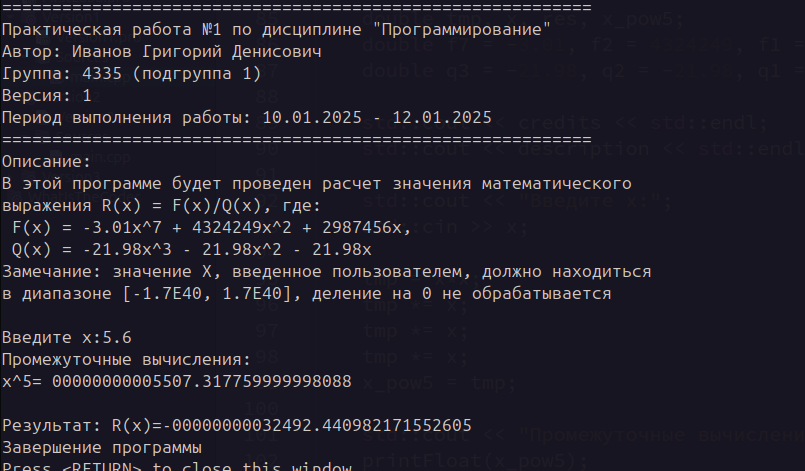 ===========================================================
Практическая работа №1 по дисциплине "Программирование"
Автор: Иванов Григорий Денисович
Группа: 4335 (подгруппа 1)
Версия: 1
Период выполнения работы: 10.01.2025 - 12.01.2025
===========================================================
Описание:
В этой программе будет проведен расчет значения математического
выражения R(x) = F(x)/Q(x), где:
F(x) = -3.01x^7 + 4324249x^2 + 2987456x,
Q(x) = -21.98x^3 - 21.98x^2 - 21.98x
Замечание: значение X, введенное пользователем, должно находиться
в диапазоне [-1.7E40, 1.7E40], деление на 0 не обрабатывается
Введите x:5.6
Промежуточные вычисления:
x^5= 00000000005507.317759999998088
Результат: R(x)=-00000000032492.440982171552605
Завершение программы
Press <RETURN> to close this window